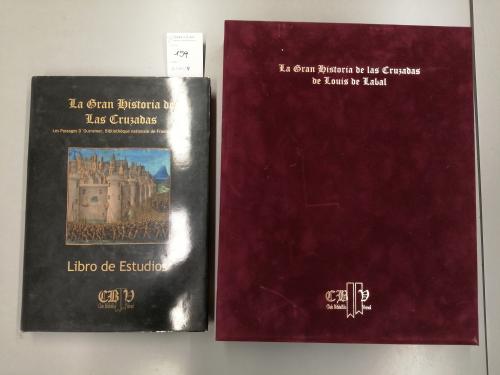 159
La Gran Historia de
Las Cruzadas
Libro de Estudios
CBV
La Gran Historia de las Cruzadas
de Louis de Labal
CBV